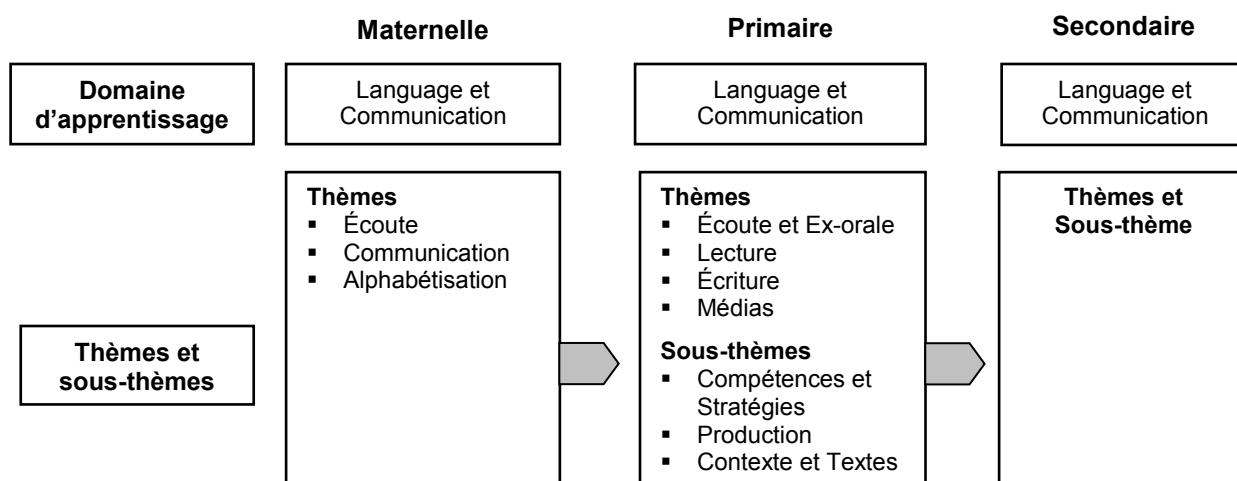 Maternelle
Primaire
Secondaire
Domaine
d'apprentissage
Language et
Communication
Language et
Communication
Language et
Communication
Thèmes et
sous-thèmes
Thèmes
▪ Écoute
▪ Communication
▪ Alphabétisation
Thèmes
▪ Écoute et Ex-orale
▪ Lecture
▪ Écriture
▪ Médias
Sous-thèmes
▪ Compétences et
Stratégies
▪ Production
▪ Contexte et Textes
Thèmes et
Sous-thème